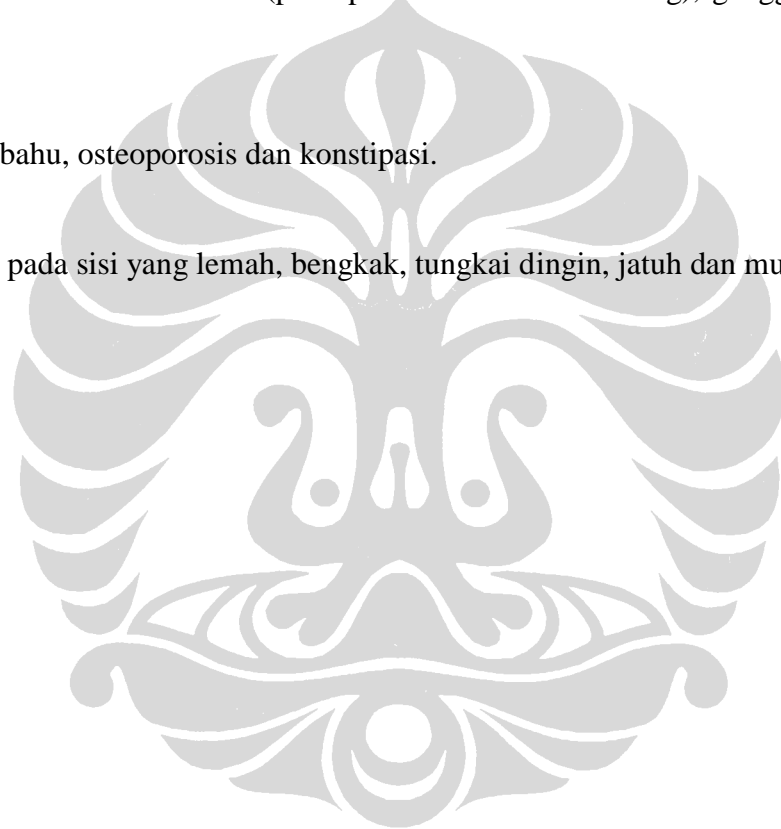 bahu, osteoporosis dan konstipasi.
pada sisi yang lemah, bengkak, tungkai dingin, jatuh dan mu